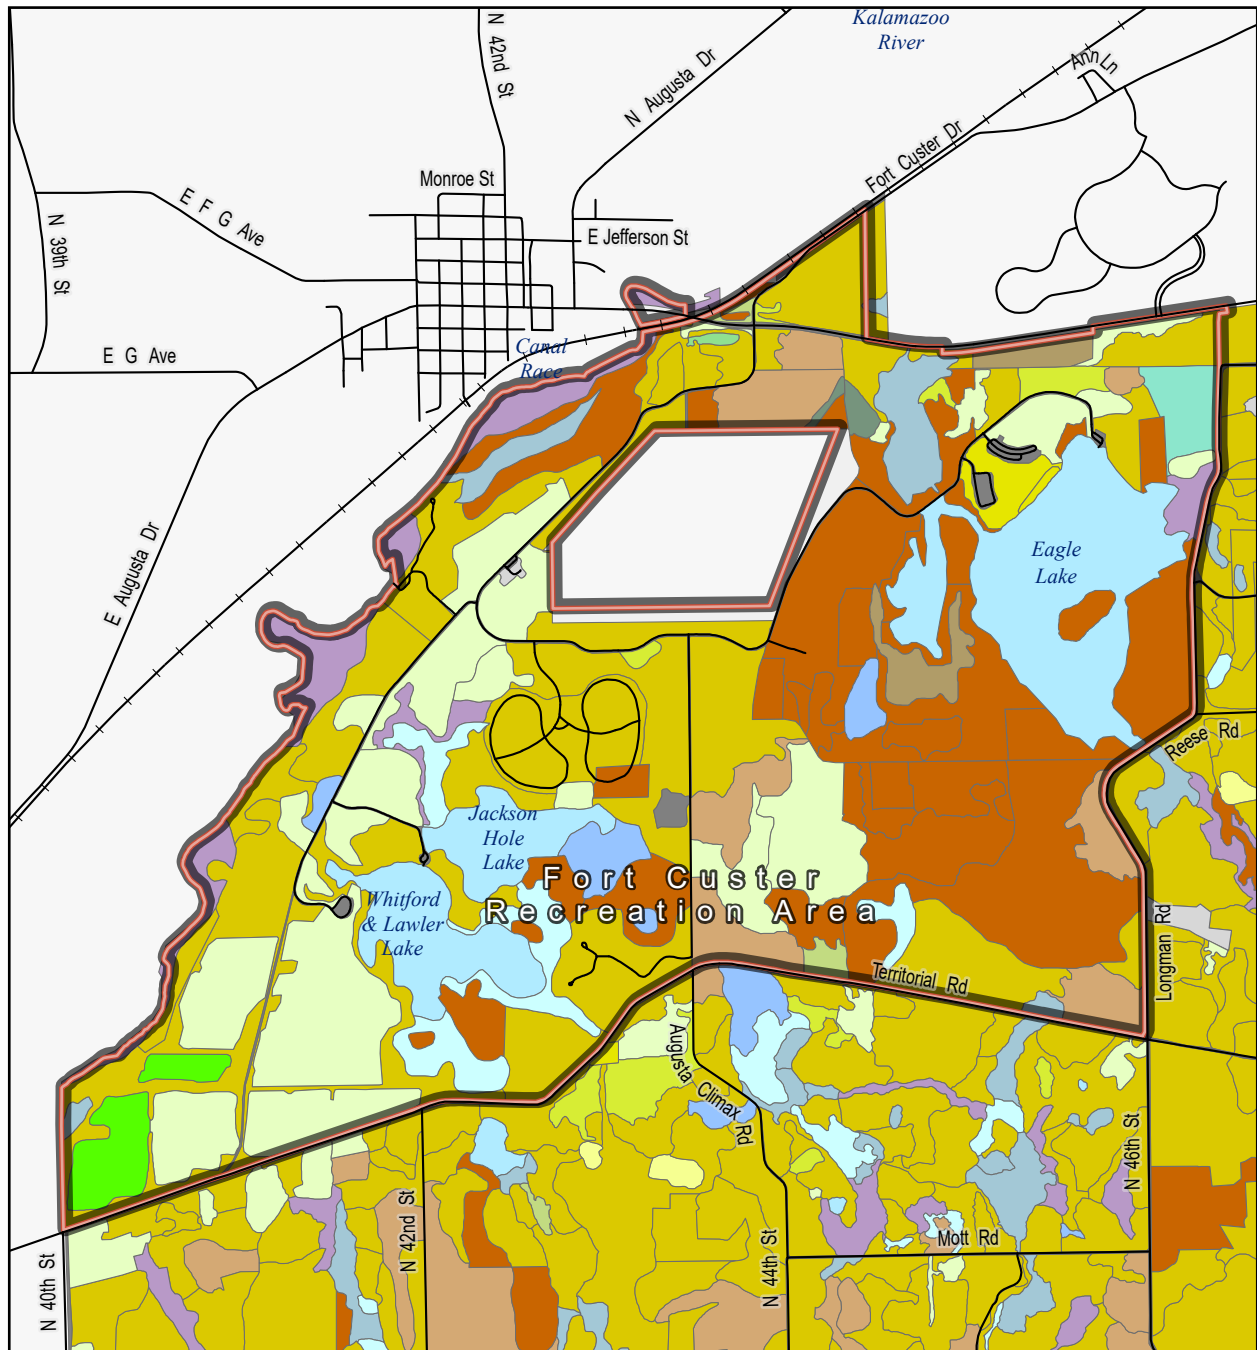 Kalamazoo
River
N 42nd St
N Augusta Dr
Ann Ln
Fort Custer Dr
Monroe St
E F G Ave
N 39th St
E Jefferson St
E G Ave
Canal
Race
E Augusta Dr
Eagle
Lake
Reese Rd
Jackson
Hole
Lake
Fort Custer
Recreation Area
Whitford
& Lawler
Lake
Territorial Rd
Longman Rd
Augusta Climax Rd
N 46th St
N 42nd St
N 44th St
Mott Rd
N 40th St